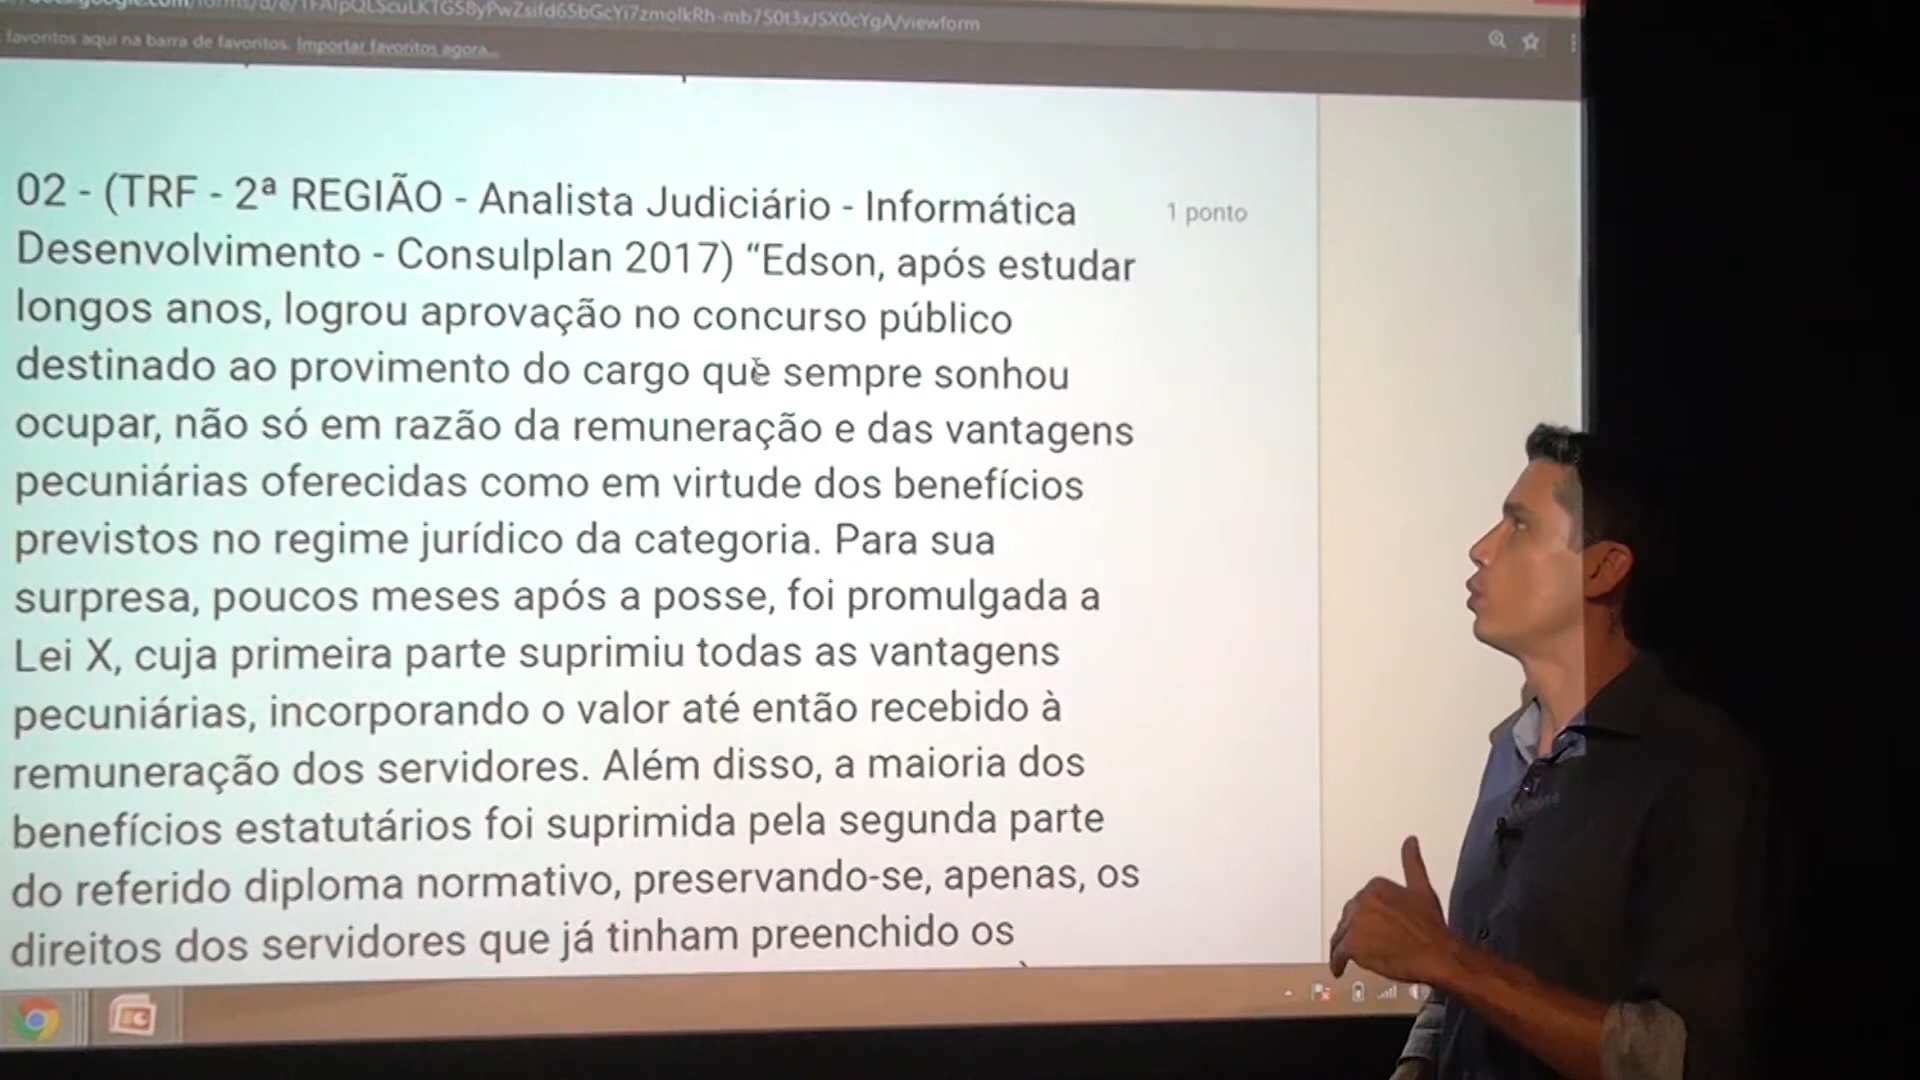 favoritos aqui na barra de favoritos. Importar favoritos agora...
02 - (TRF - 2ª REGIÃO - Analista Judiciário - Informática
1 ponto
Desenvolvimento - Consulplan 2017) “Edson, após estudar
longos anos, logrou aprovação no concurso público
destinado ao provimento do cargo que sempre sonhou
ocupar, não só em razão da remuneração e das vantagens
pecuniárias oferecidas como em virtude dos benefícios
previstos no regime jurídico da categoria. Para sua
surpresa, poucos meses após a posse, foi promulgada a
Lei X, cuja primeira parte suprimiu todas as vantagens
pecuniárias, incorporando o valor até então recebido à
remuneração dos servidores. Além disso, a maioria dos
benefícios estatutários foi suprimida pela segunda parte
do referido diploma normativo, preservando-se, apenas, os
direitos dos servidores que já tinham preenchido os